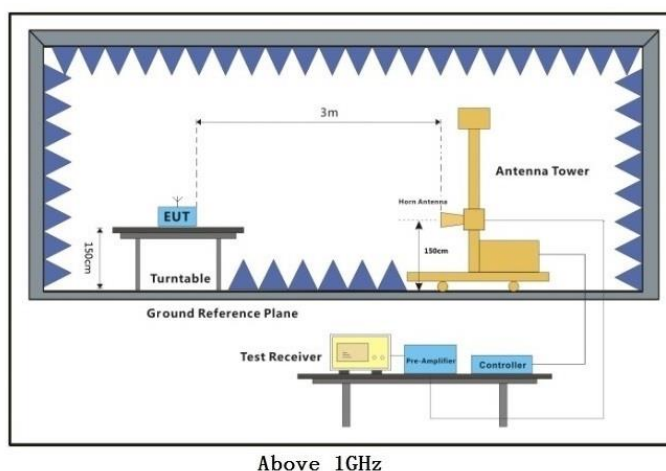 3m
Antenna Tower
Horn Antenna
EUT
150cm
150cm
Turntable
Ground Reference Plane
Test Receiver
Pre-Amplifier
Controller
Above 1GHz